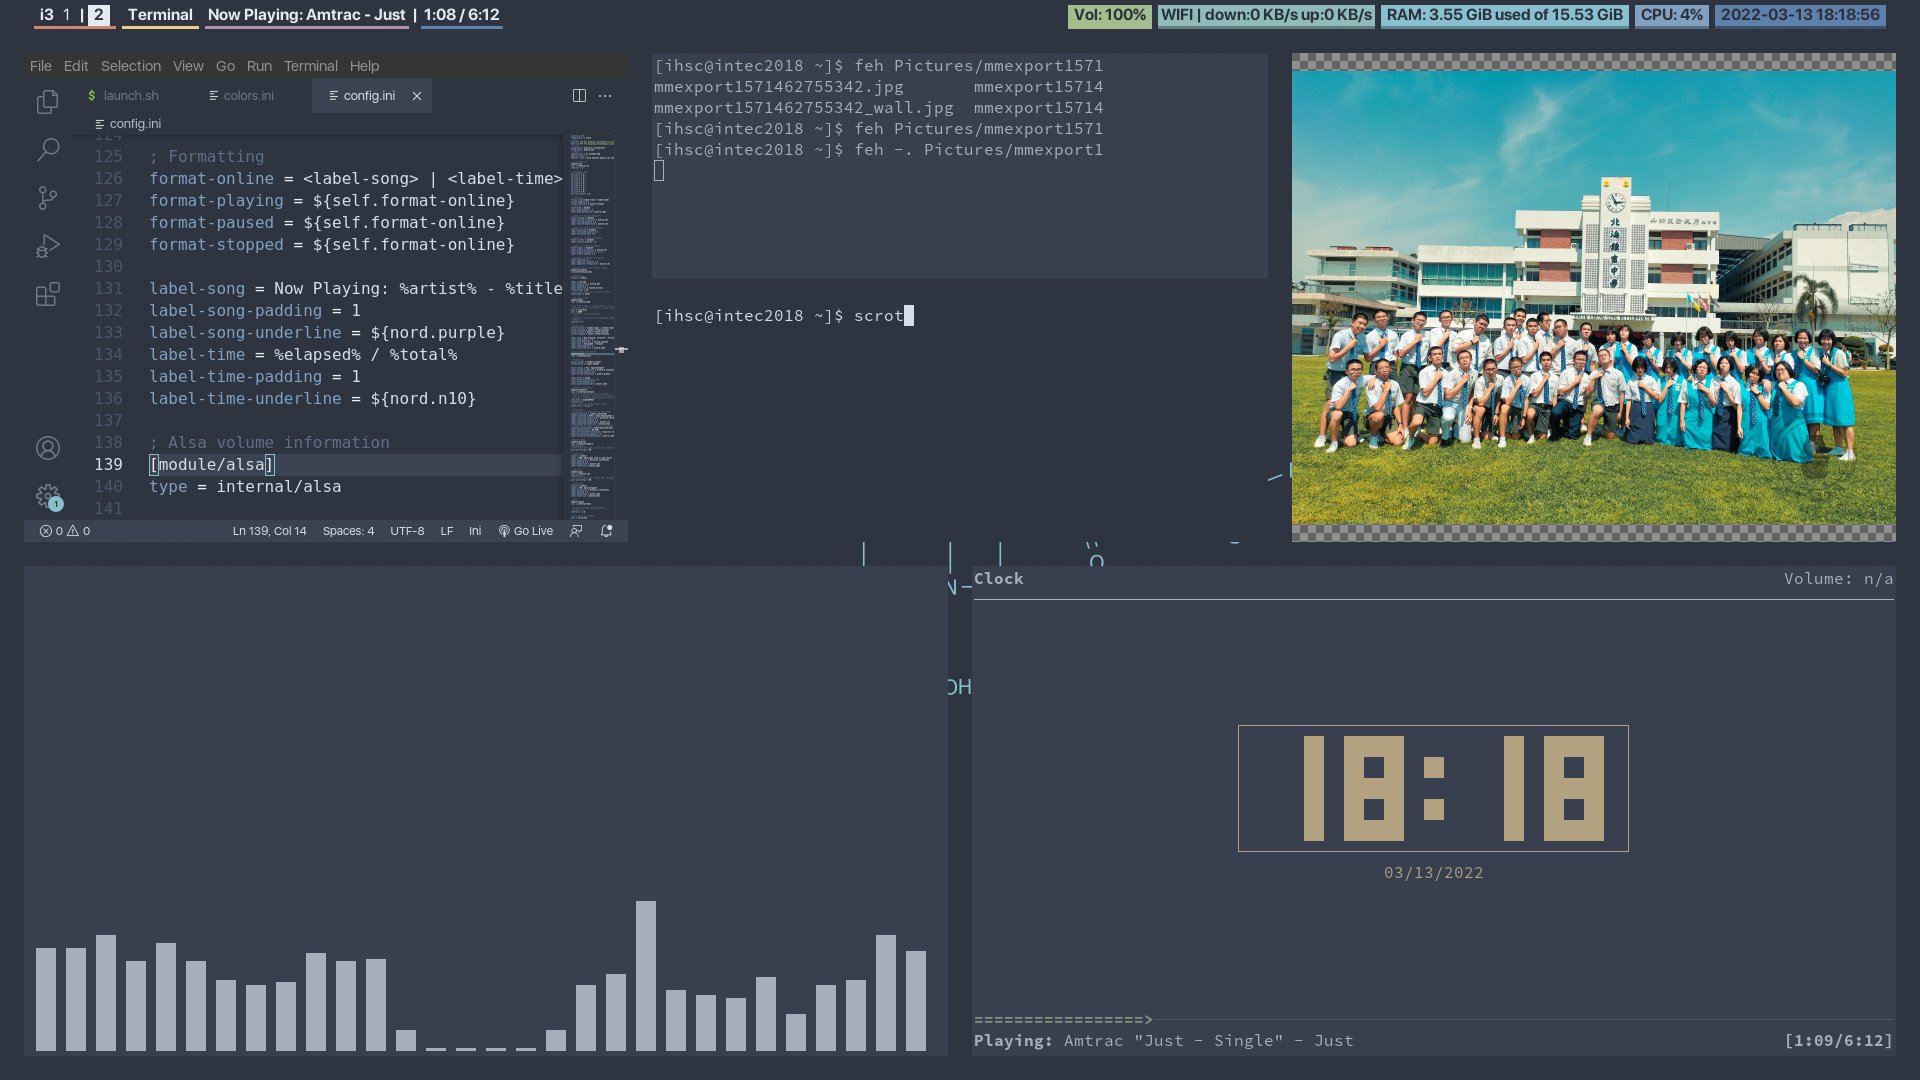 i3 1 | 2 Terminal Now Playing: Amtrac - Just | 1:08 / 6:12
Vol: 100% WIFI | down:0 KB/s up:0 KB/s RAM: 3.55 GiB used of 15.53 GiB CPU: 4% 2022-03-13 18:18:56
File Edit Selection View Go Run Terminal Help
$ launch.sh colors.ini config.ini
config.ini
124
125 ; Formatting
126 format-online = <label-song> | <label-time>
127 format-playing = ${self.format-online}
128 format-paused = ${self.format-online}
129 format-stopped = ${self.format-online}
130
131 label-song = Now Playing: %artist% - %title
132 label-song-padding = 1
133 label-song-underline = ${nord.purple}
134 label-time = %elapsed% / %total%
135 label-time-padding = 1
136 label-time-underline = ${nord.n10}
137
138 ; Alsa volume information
139 [module/alsa]
140 type = internal/alsa
141
1
0 0 Ln 139, Col 14 Spaces: 4 UTF-8 LF Ini Go Live
[ihsc@intec2018 ~]$ feh Pictures/mmexport1571
mmexport1571462755342.jpg mmexport15714
mmexport1571462755342_wall.jpg mmexport15714
[ihsc@intec2018 ~]$ feh Pictures/mmexport1571
[ihsc@intec2018 ~]$ feh -. Pictures/mmexport1
[ihsc@intec2018 ~]$ scrot
O
N-
OH
Clock Volume: n/a
18:18
03/13/2022
=================>
Playing: Amtrac "Just - Single" - Just [1:09/6:12]